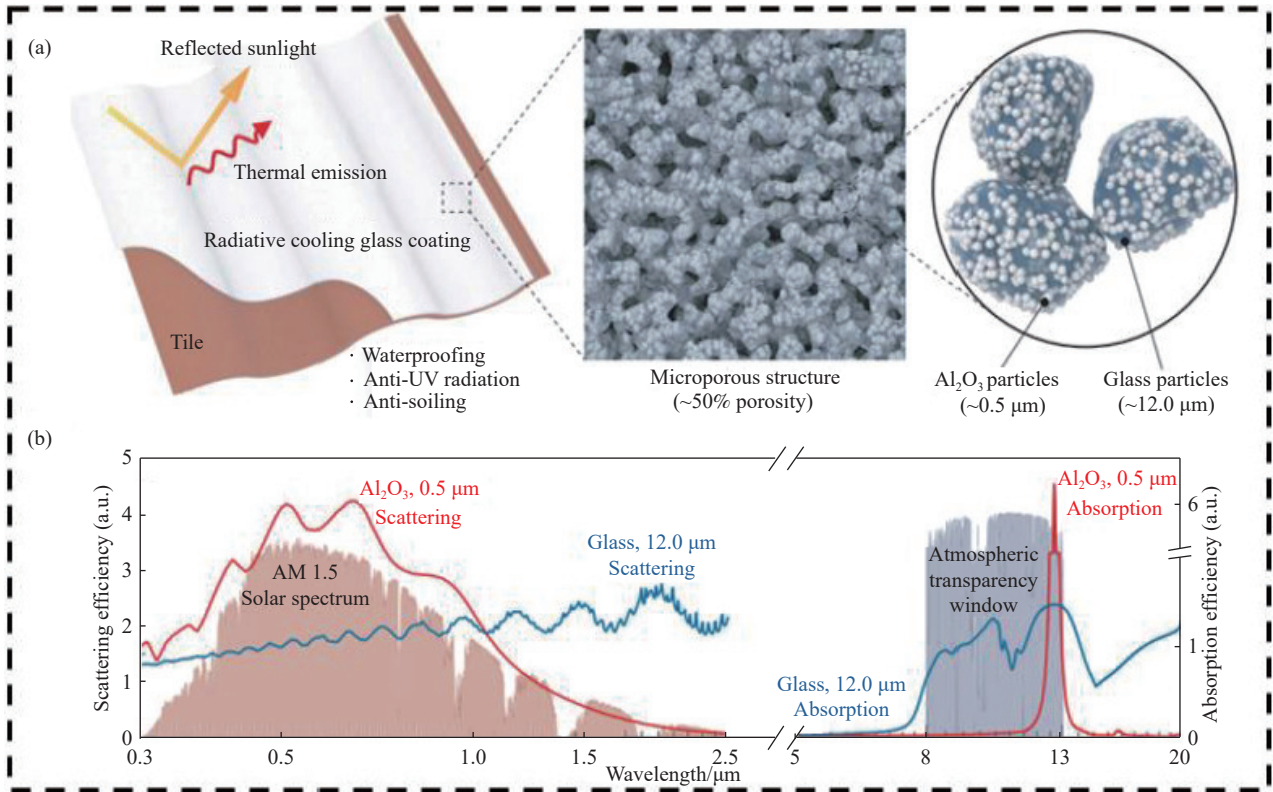 (a)
Reflected sunlight
Thermal emission
Radiative cooling glass coating
Tile
· Waterproofing
· Anti-UV radiation
· Anti-soiling
Microporous structure
(~50% porosity)
Al₂O₃ particles
(~0.5 μm)
Glass particles
(~12.0 μm)
(b)
Scattering efficiency (a.u.)
5
4
3
2
1
0
Al₂O₃, 0.5 μm
Scattering
AM 1.5
Solar spectrum
Glass, 12.0 μm
Scattering
Glass, 12.0 μm
Absorption
Atmospheric
transparency
window
Al₂O₃, 0.5 μm
Absorption
6
1
0
Absorption efficiency (a.u.)
0.3
0.5
1.0
2.5
5
8
13
20
Wavelength/μm